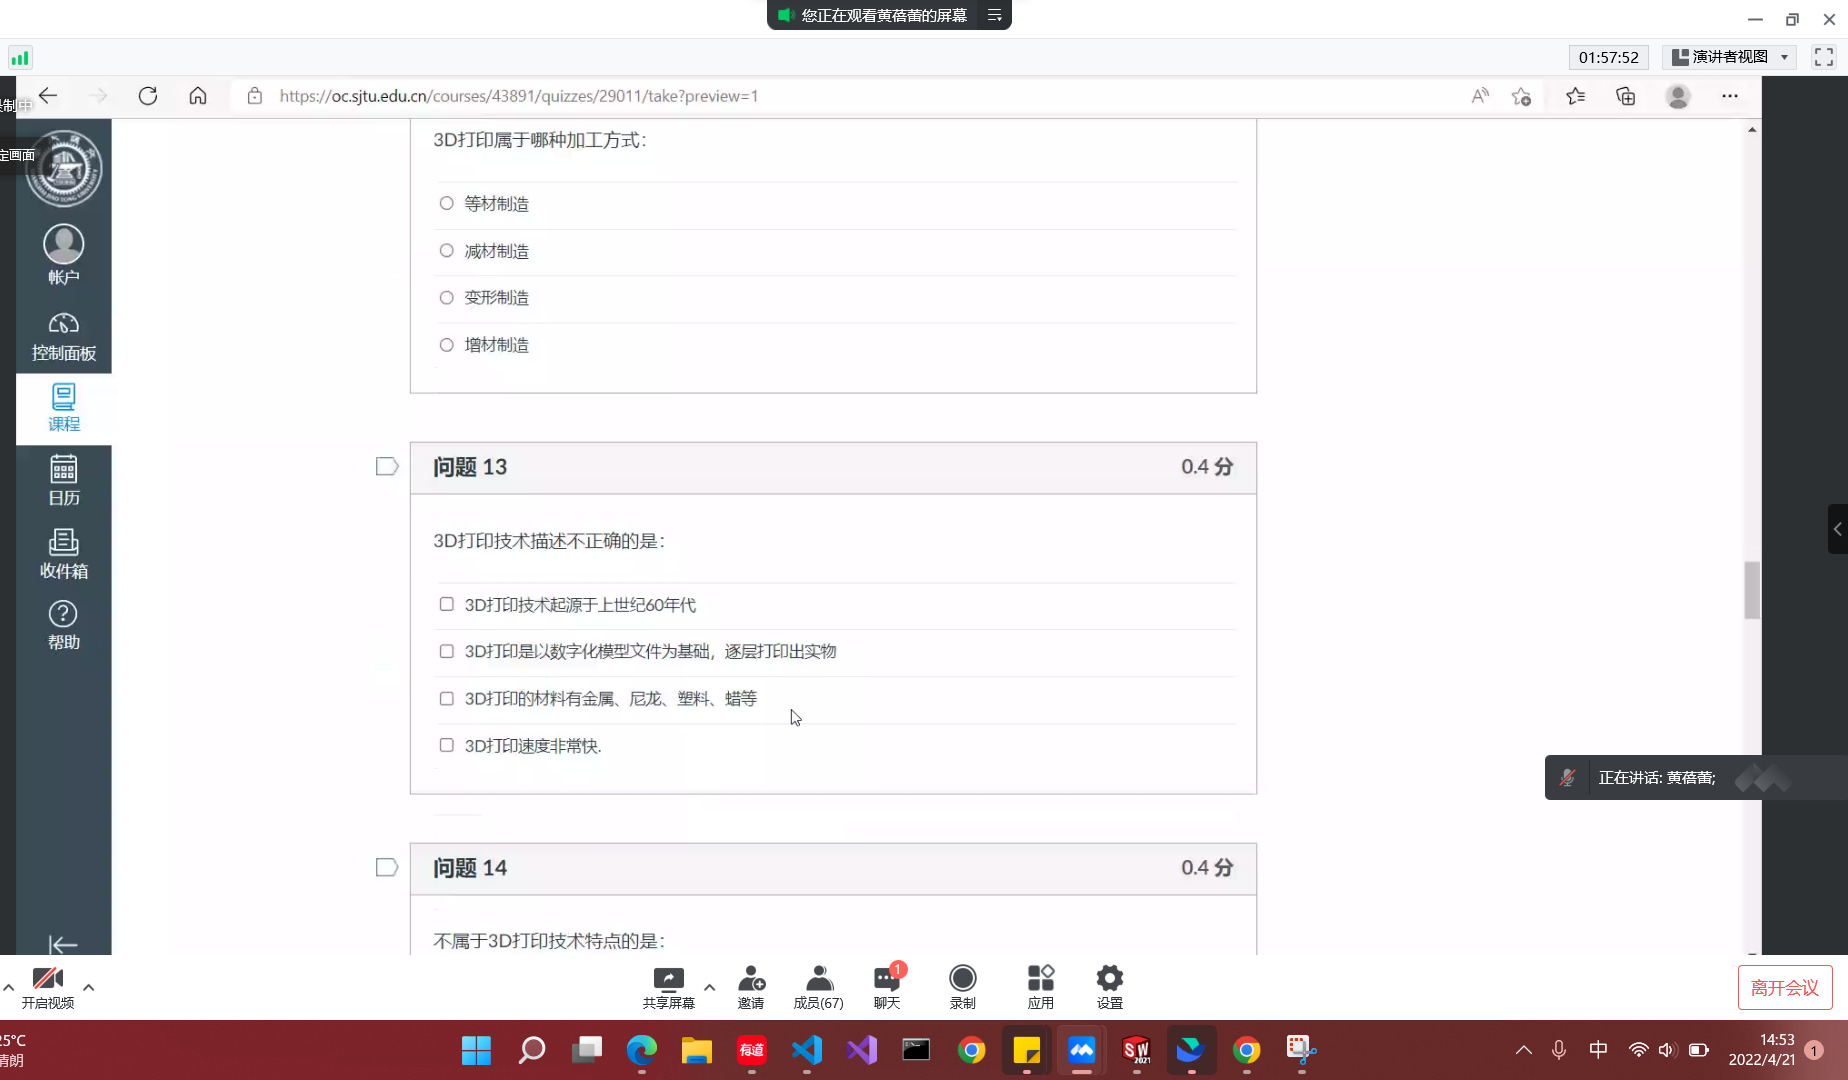 您正在观看黄蓓蕾的屏幕
01:57:52
演讲者视图
录制中
https://oc.sjtu.edu.cn/courses/43891/quizzes/29011/take?preview=1
定画面
帐户
控制面板
课程
日历
收件箱
帮助
3D打印属于哪种加工方式：
等材制造
减材制造
变形制造
增材制造
问题 13
0.4 分
3D打印技术描述不正确的是：
3D打印技术起源于上世纪60年代
3D打印是以数字化模型文件为基础，逐层打印出实物
3D打印的材料有金属、尼龙、塑料、蜡等
3D打印速度非常快.
正在讲话: 黄蓓蕾;
问题 14
0.4 分
不属于3D打印技术特点的是：
开启视频
共享屏幕
邀请
成员(67)
1
聊天
录制
应用
设置
离开会议
25°C
晴朗
有道
SW
2021
中
14:53
2022/4/21
1